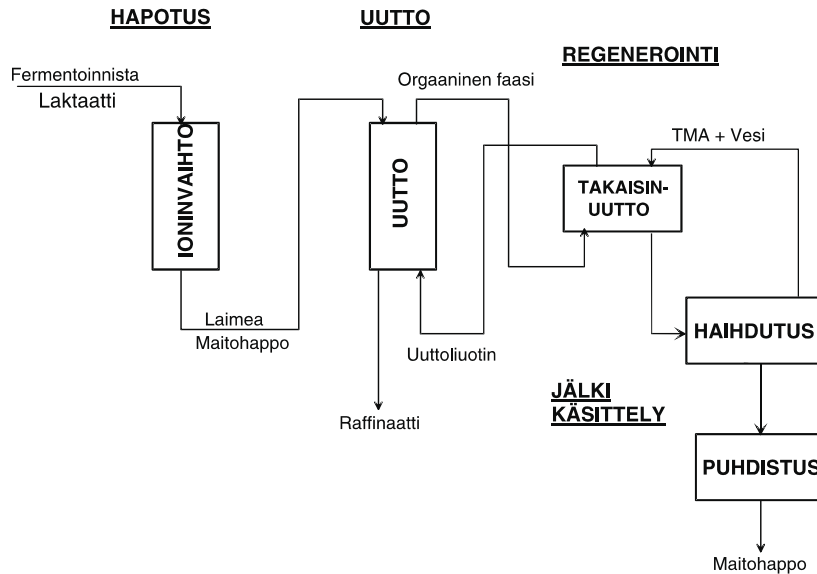 HAPOTUS
UUTTO
REGENEROINTI
Fermentoinnista
Laktaatti
Orgaaninen faasi
TMA + Vesi
IONINVAIHTO
UUTTO
TAKAISIN-
UUTTO
Laimea
Maitohappo
Uuttoliuotin
HAIHDUTUS
JÄLKI
KÄSITTELY
Raffinaatti
PUHDISTUS
Maitohappo